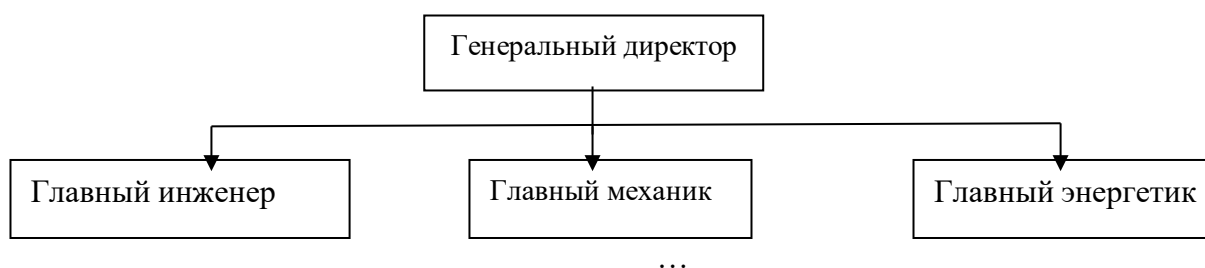 Генеральный директор
Главный инженер
Главный механик
Главный энергетик
…